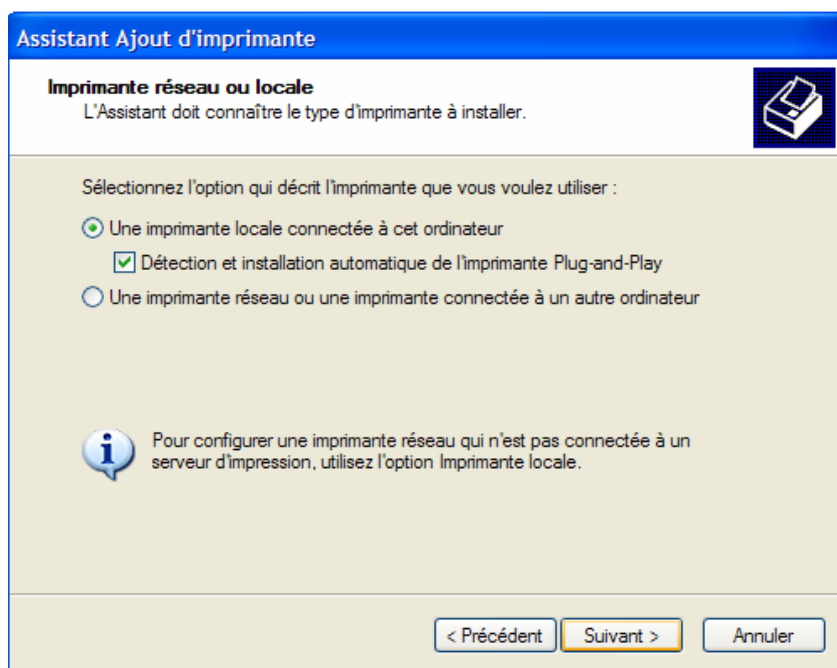 Assistant Ajout d'imprimante
Imprimante réseau ou locale
L'Assistant doit connaître le type d'imprimante à installer.
Sélectionnez l'option qui décrit l'imprimante que vous voulez utiliser :
Une imprimante locale connectée à cet ordinateur
Détection et installation automatique de l'imprimante Plug-and-Play
Une imprimante réseau ou une imprimante connectée à un autre ordinateur
Pour configurer une imprimante réseau qui n'est pas connectée à un
serveur d'impression, utilisez l'option Imprimante locale.
< Précédent Suivant > Annuler